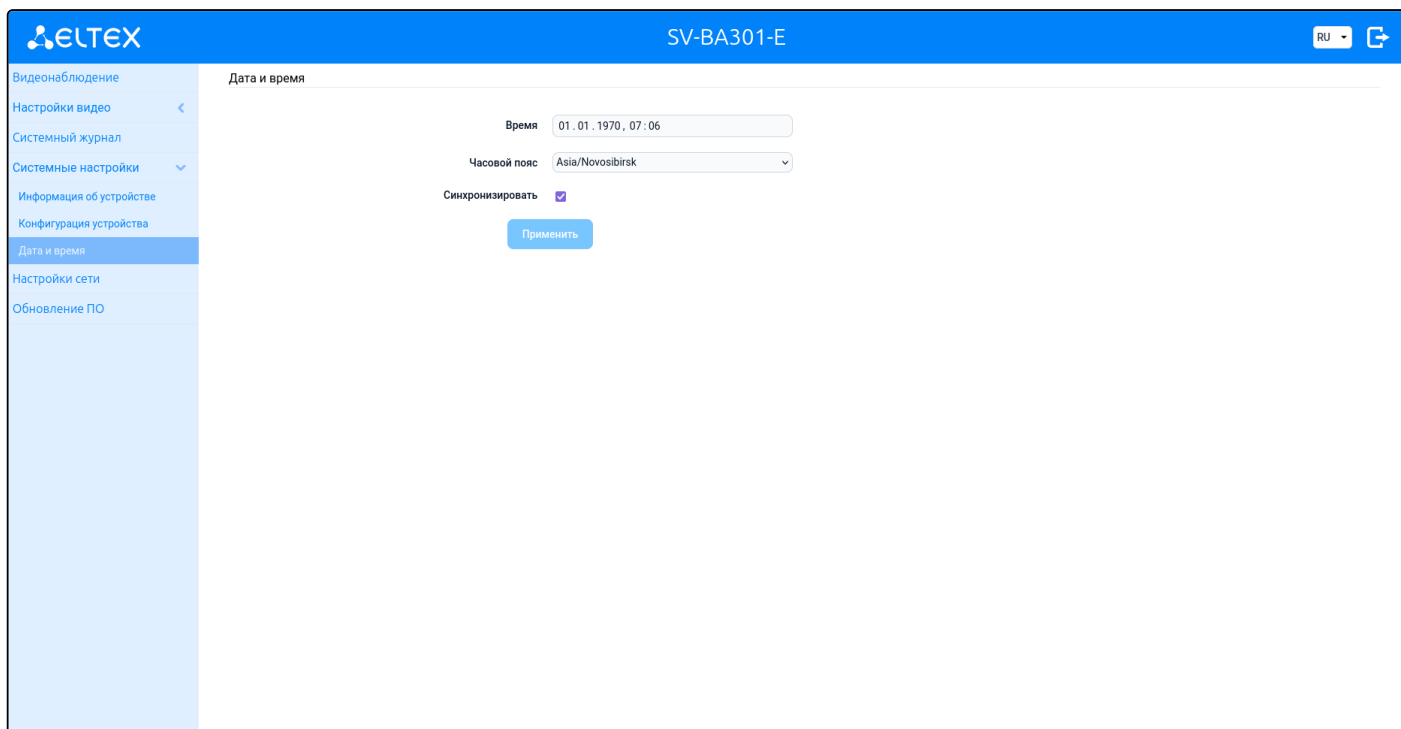 ELTEX
SV-BA301-E
RU
Видеонаблюдение
Настройки видео
Системный журнал
Системные настройки
Информация об устройстве
Конфигурация устройства
Дата и время
Настройки сети
Обновление ПО
Дата и время
Время 01.01.1970, 07:06
Часовой пояс Asia/Novosibirsk
Синхронизировать
Применить